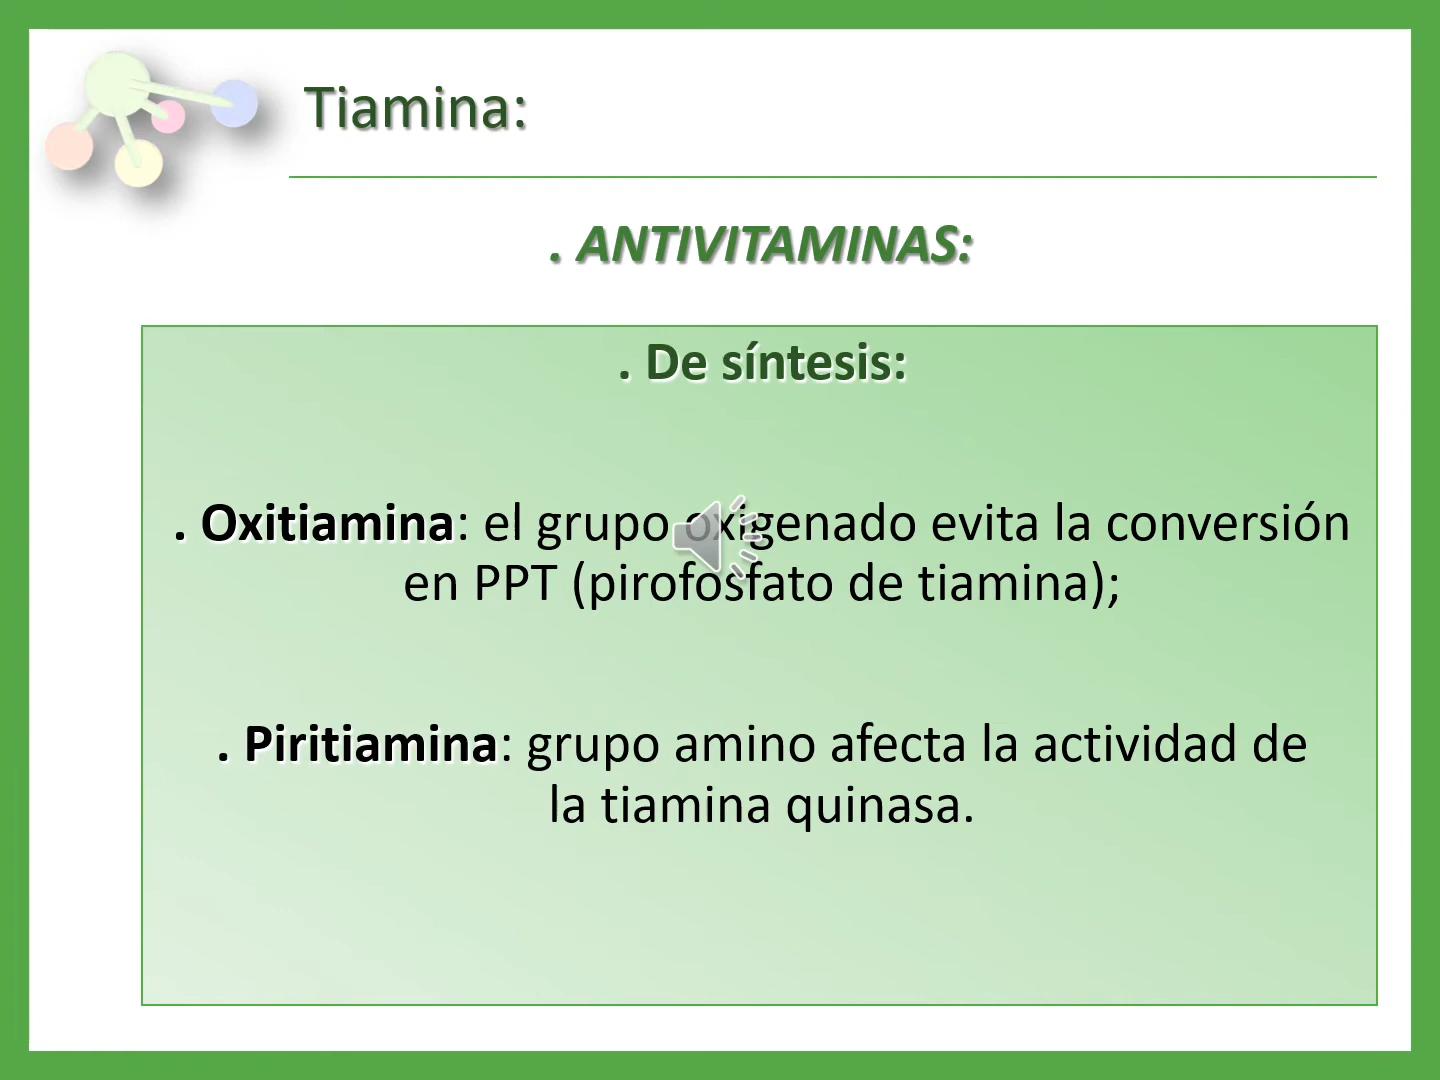 Tiamina:
. ANTIVITAMINAS:
. De síntesis:
. Oxitiamina: el grupo oxigenado evita la conversión
en PPT (pirofosfato de tiamina);
. Piritiamina: grupo amino afecta la actividad de
la tiamina quinasa.